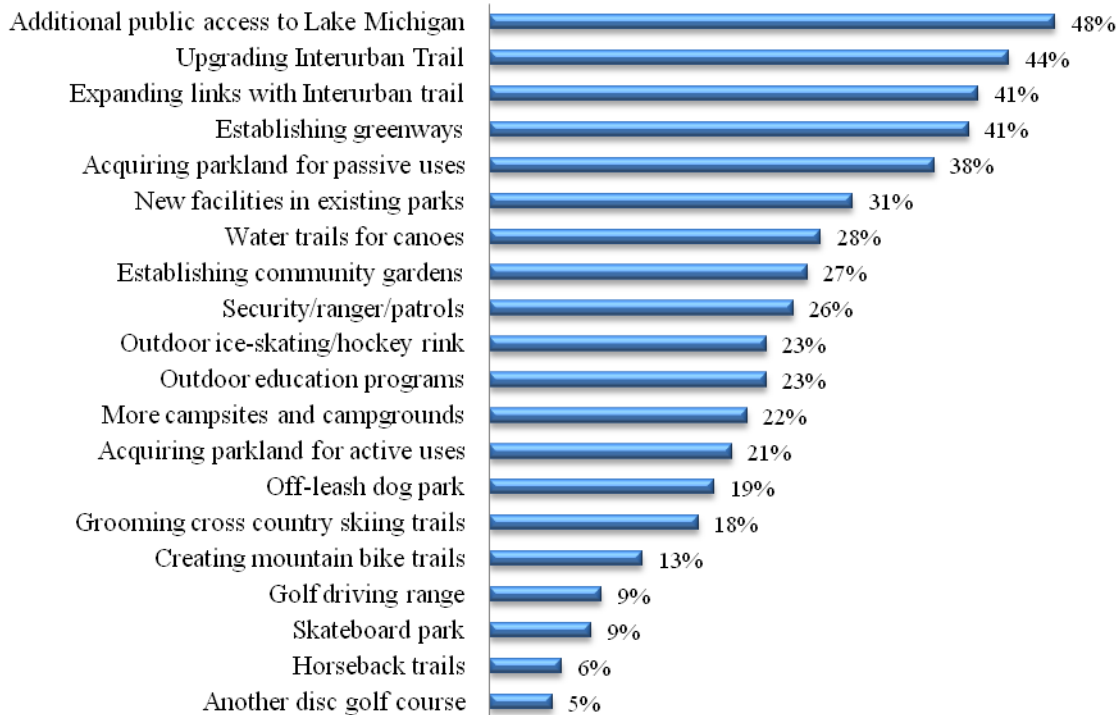 Additional public access to Lake Michigan 48%
Upgrading Interurban Trail 44%
Expanding links with Interurban trail 41%
Establishing greenways 41%
Acquiring parkland for passive uses 38%
New facilities in existing parks 31%
Water trails for canoes 28%
Establishing community gardens 27%
Security/ranger/patrols 26%
Outdoor ice-skating/hockey rink 23%
Outdoor education programs 23%
More campsites and campgrounds 22%
Acquiring parkland for active uses 21%
Off-leash dog park 19%
Grooming cross country skiing trails 18%
Creating mountain bike trails 13%
Golf driving range 9%
Skateboard park 9%
Horseback trails 6%
Another disc golf course 5%